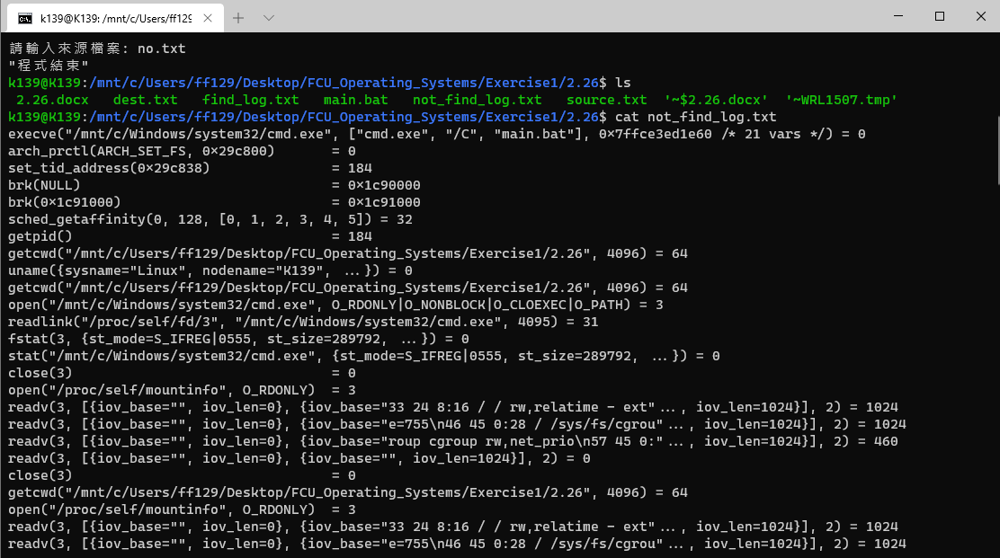 k139@K139: /mnt/c/Users/ff129
請輸入來源檔案: no.txt
"程式結束"
k139@K139:/mnt/c/Users/ff129/Desktop/FCU_Operating_Systems/Exercise1/2.26$ ls
2.26.docx dest.txt find_log.txt main.bat not_find_log.txt source.txt '~$2.26.docx' '~WRL1507.tmp'
k139@K139:/mnt/c/Users/ff129/Desktop/FCU_Operating_Systems/Exercise1/2.26$ cat not_find_log.txt
execve("/mnt/c/Windows/system32/cmd.exe", ["cmd.exe", "/C", "main.bat"], 0×7ffce3ed1e60 /* 21 vars */) = 0
arch_prctl(ARCH_SET_FS, 0×29c800) = 0
set_tid_address(0×29c838) = 184
brk(NULL) = 0×1c90000
brk(0×1c91000) = 0×1c91000
sched_getaffinity(0, 128, [0, 1, 2, 3, 4, 5]) = 32
getpid() = 184
getcwd("/mnt/c/Users/ff129/Desktop/FCU_Operating_Systems/Exercise1/2.26", 4096) = 64
uname({sysname="Linux", nodename="K139", ...}) = 0
getcwd("/mnt/c/Users/ff129/Desktop/FCU_Operating_Systems/Exercise1/2.26", 4096) = 64
open("/mnt/c/Windows/system32/cmd.exe", O_RDONLY|O_NONBLOCK|O_CLOEXEC|O_PATH) = 3
readlink("/proc/self/fd/3", "/mnt/c/Windows/system32/cmd.exe", 4095) = 31
fstat(3, {st_mode=S_IFREG|0555, st_size=289792, ...}) = 0
stat("/mnt/c/Windows/system32/cmd.exe", {st_mode=S_IFREG|0555, st_size=289792, ...}) = 0
close(3) = 0
open("/proc/self/mountinfo", O_RDONLY) = 3
readv(3, [{iov_base="", iov_len=0}, {iov_base="33 24 8:16 / / rw,relatime - ext"..., iov_len=1024}], 2) = 1024
readv(3, [{iov_base="", iov_len=0}, {iov_base="e=755\n46 45 0:28 / /sys/fs/cgrou"..., iov_len=1024}], 2) = 1024
readv(3, [{iov_base="", iov_len=0}, {iov_base="roup cgroup rw,net_prio\n57 45 0:"..., iov_len=1024}], 2) = 460
readv(3, [{iov_base="", iov_len=0}, {iov_base="", iov_len=1024}], 2) = 0
close(3) = 0
getcwd("/mnt/c/Users/ff129/Desktop/FCU_Operating_Systems/Exercise1/2.26", 4096) = 64
open("/proc/self/mountinfo", O_RDONLY) = 3
readv(3, [{iov_base="", iov_len=0}, {iov_base="33 24 8:16 / / rw,relatime - ext"..., iov_len=1024}], 2) = 1024
readv(3, [{iov_base="", iov_len=0}, {iov_base="e=755\n46 45 0:28 / /sys/fs/cgrou"..., iov_len=1024}], 2) = 1024